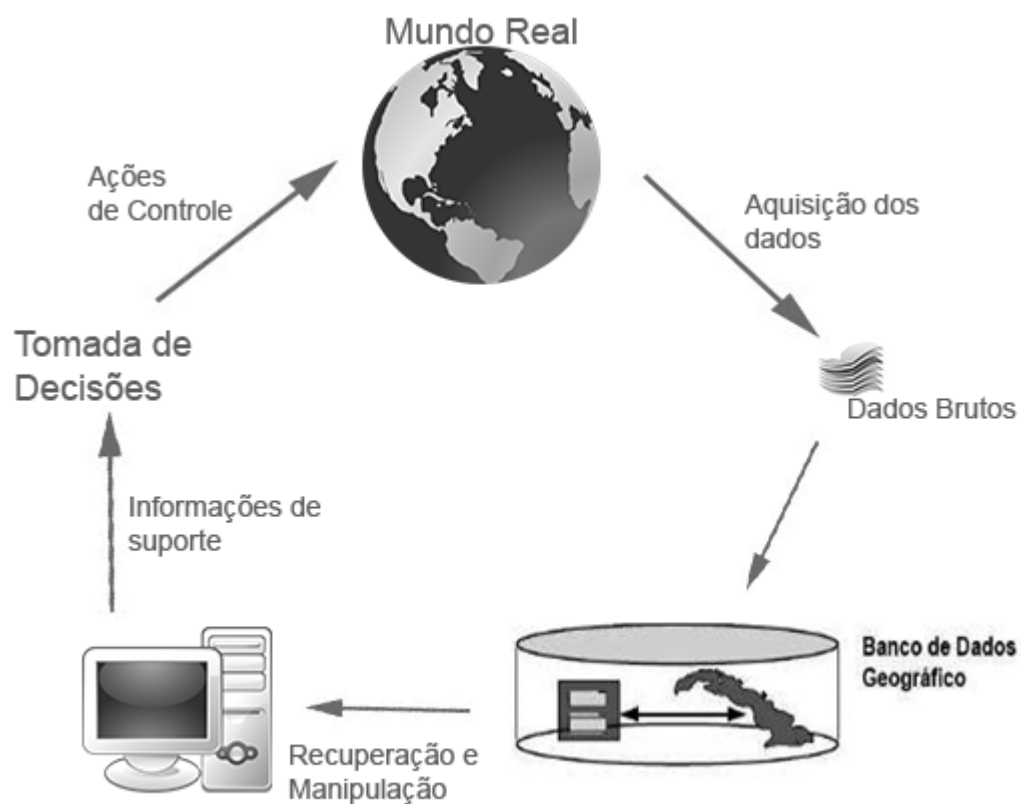 Mundo Real
Ações
de Controle
Aquisição dos
dados
Tomada de
Decisões
Dados Brutos
Informações de
suporte
Banco de Dados
Geográfico
Recuperação e
Manipulação